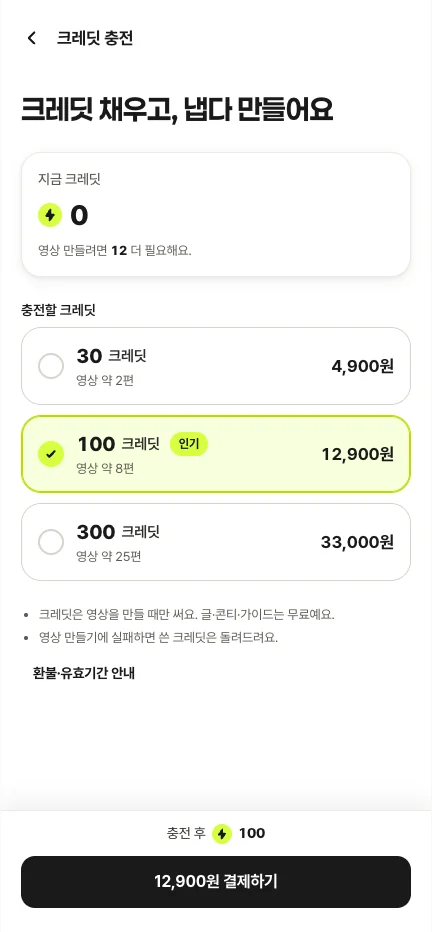 크레딧 충전
크레딧 채우고, 냅다 만들어요
지금 크레딧
0
영상 만들려면 12 더 필요해요.
충전할 크레딧
30 크레딧
영상 약 2편
4,900원
100 크레딧 인기
영상 약 8편
12,900원
300 크레딧
영상 약 25편
33,000원
• 크레딧은 영상을 만들 때만 써요. 글·콘티·가이드는 무료예요.
• 영상 만들기에 실패하면 쓴 크레딧은 돌려드려요.
환불·유효기간 안내
충전 후 100
12,900원 결제하기